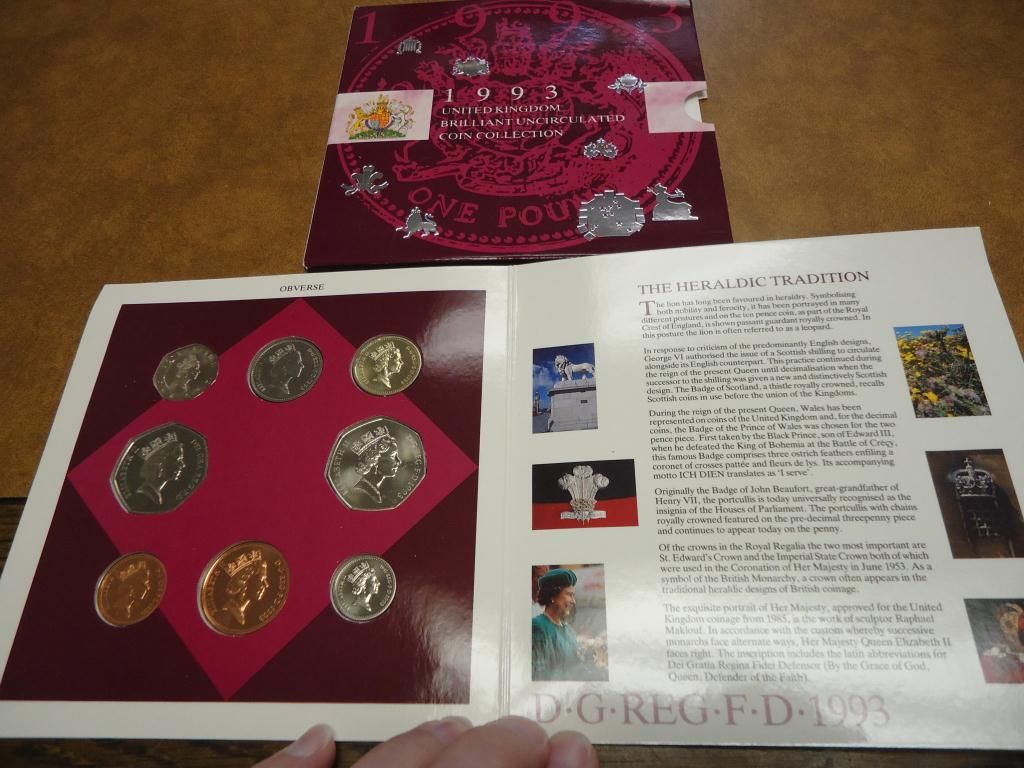 1993
1993
UNITED KINGDOM
BRILLIANT UNCIRCULATED
COIN COLLECTION
ONE POU
OBVERSE
THE HERALDIC TRADITION
The lion has long been favoured in heraldry. Symbolising
both nobility and ferocity, it has been portrayed in many
different postures and on the ten pence coin, as part of the Royal
Crest of England, is shown passant guardant royally crowned. In
this posture the lion is often referred to as a leopard.
In response to criticism of the predominantly English designs,
George VI authorised the issue of a Scottish shilling to circulate
alongside its English counterpart. This practice continued during
the reign of the present Queen until decimalisation when the
successor to the shilling was given a new and distinctively Scottish
design. The Badge of Scotland, a thistle royally crowned, recalls
Scottish coins in use before the union of the Kingdoms.
During the reign of the present Queen, Wales has been
represented on coins of the United Kingdom and, for the decimal
coins, the Badge of the Prince of Wales was chosen for the two
pence piece. First taken by the Black Prince, son of Edward III,
when he defeated the King of Bohemia at the Battle of Crécy,
this famous Badge comprises three ostrich feathers enfiling a
coronet of crosses pattée and fleurs de lys. Its accompanying
motto ICH DIEN translates as 'I serve'.
Originally the Badge of John Beaufort, great-grandfather of
Henry VII, the portcullis is today universally recognised as the
insignia of the Houses of Parliament. The portcullis with chains
royally crowned featured on the pre-decimal threepenny piece
and continues to appear today on the penny.
Of the crowns in the Royal Regalia the two most important are
St. Edward's Crown and the Imperial State Crown both of which
were used in the Coronation of Her Majesty in June 1953. As a
symbol of the British Monarchy, a crown often appears in the
traditional heraldic designs of British coinage.
The exquisite portrait of Her Majesty, approved for the United
Kingdom coinage from 1985, is the work of sculptor Raphael
Maklouf. In accordance with the custom whereby successive
monarchs face alternate ways, Her Majesty Queen Elizabeth II
faces right. The inscription includes the latin abbreviations for
Dei Gratia Regina Fidei Defensor (By the Grace of God,
Queen, Defender of the Faith).
D·G·REG·F·D·1993